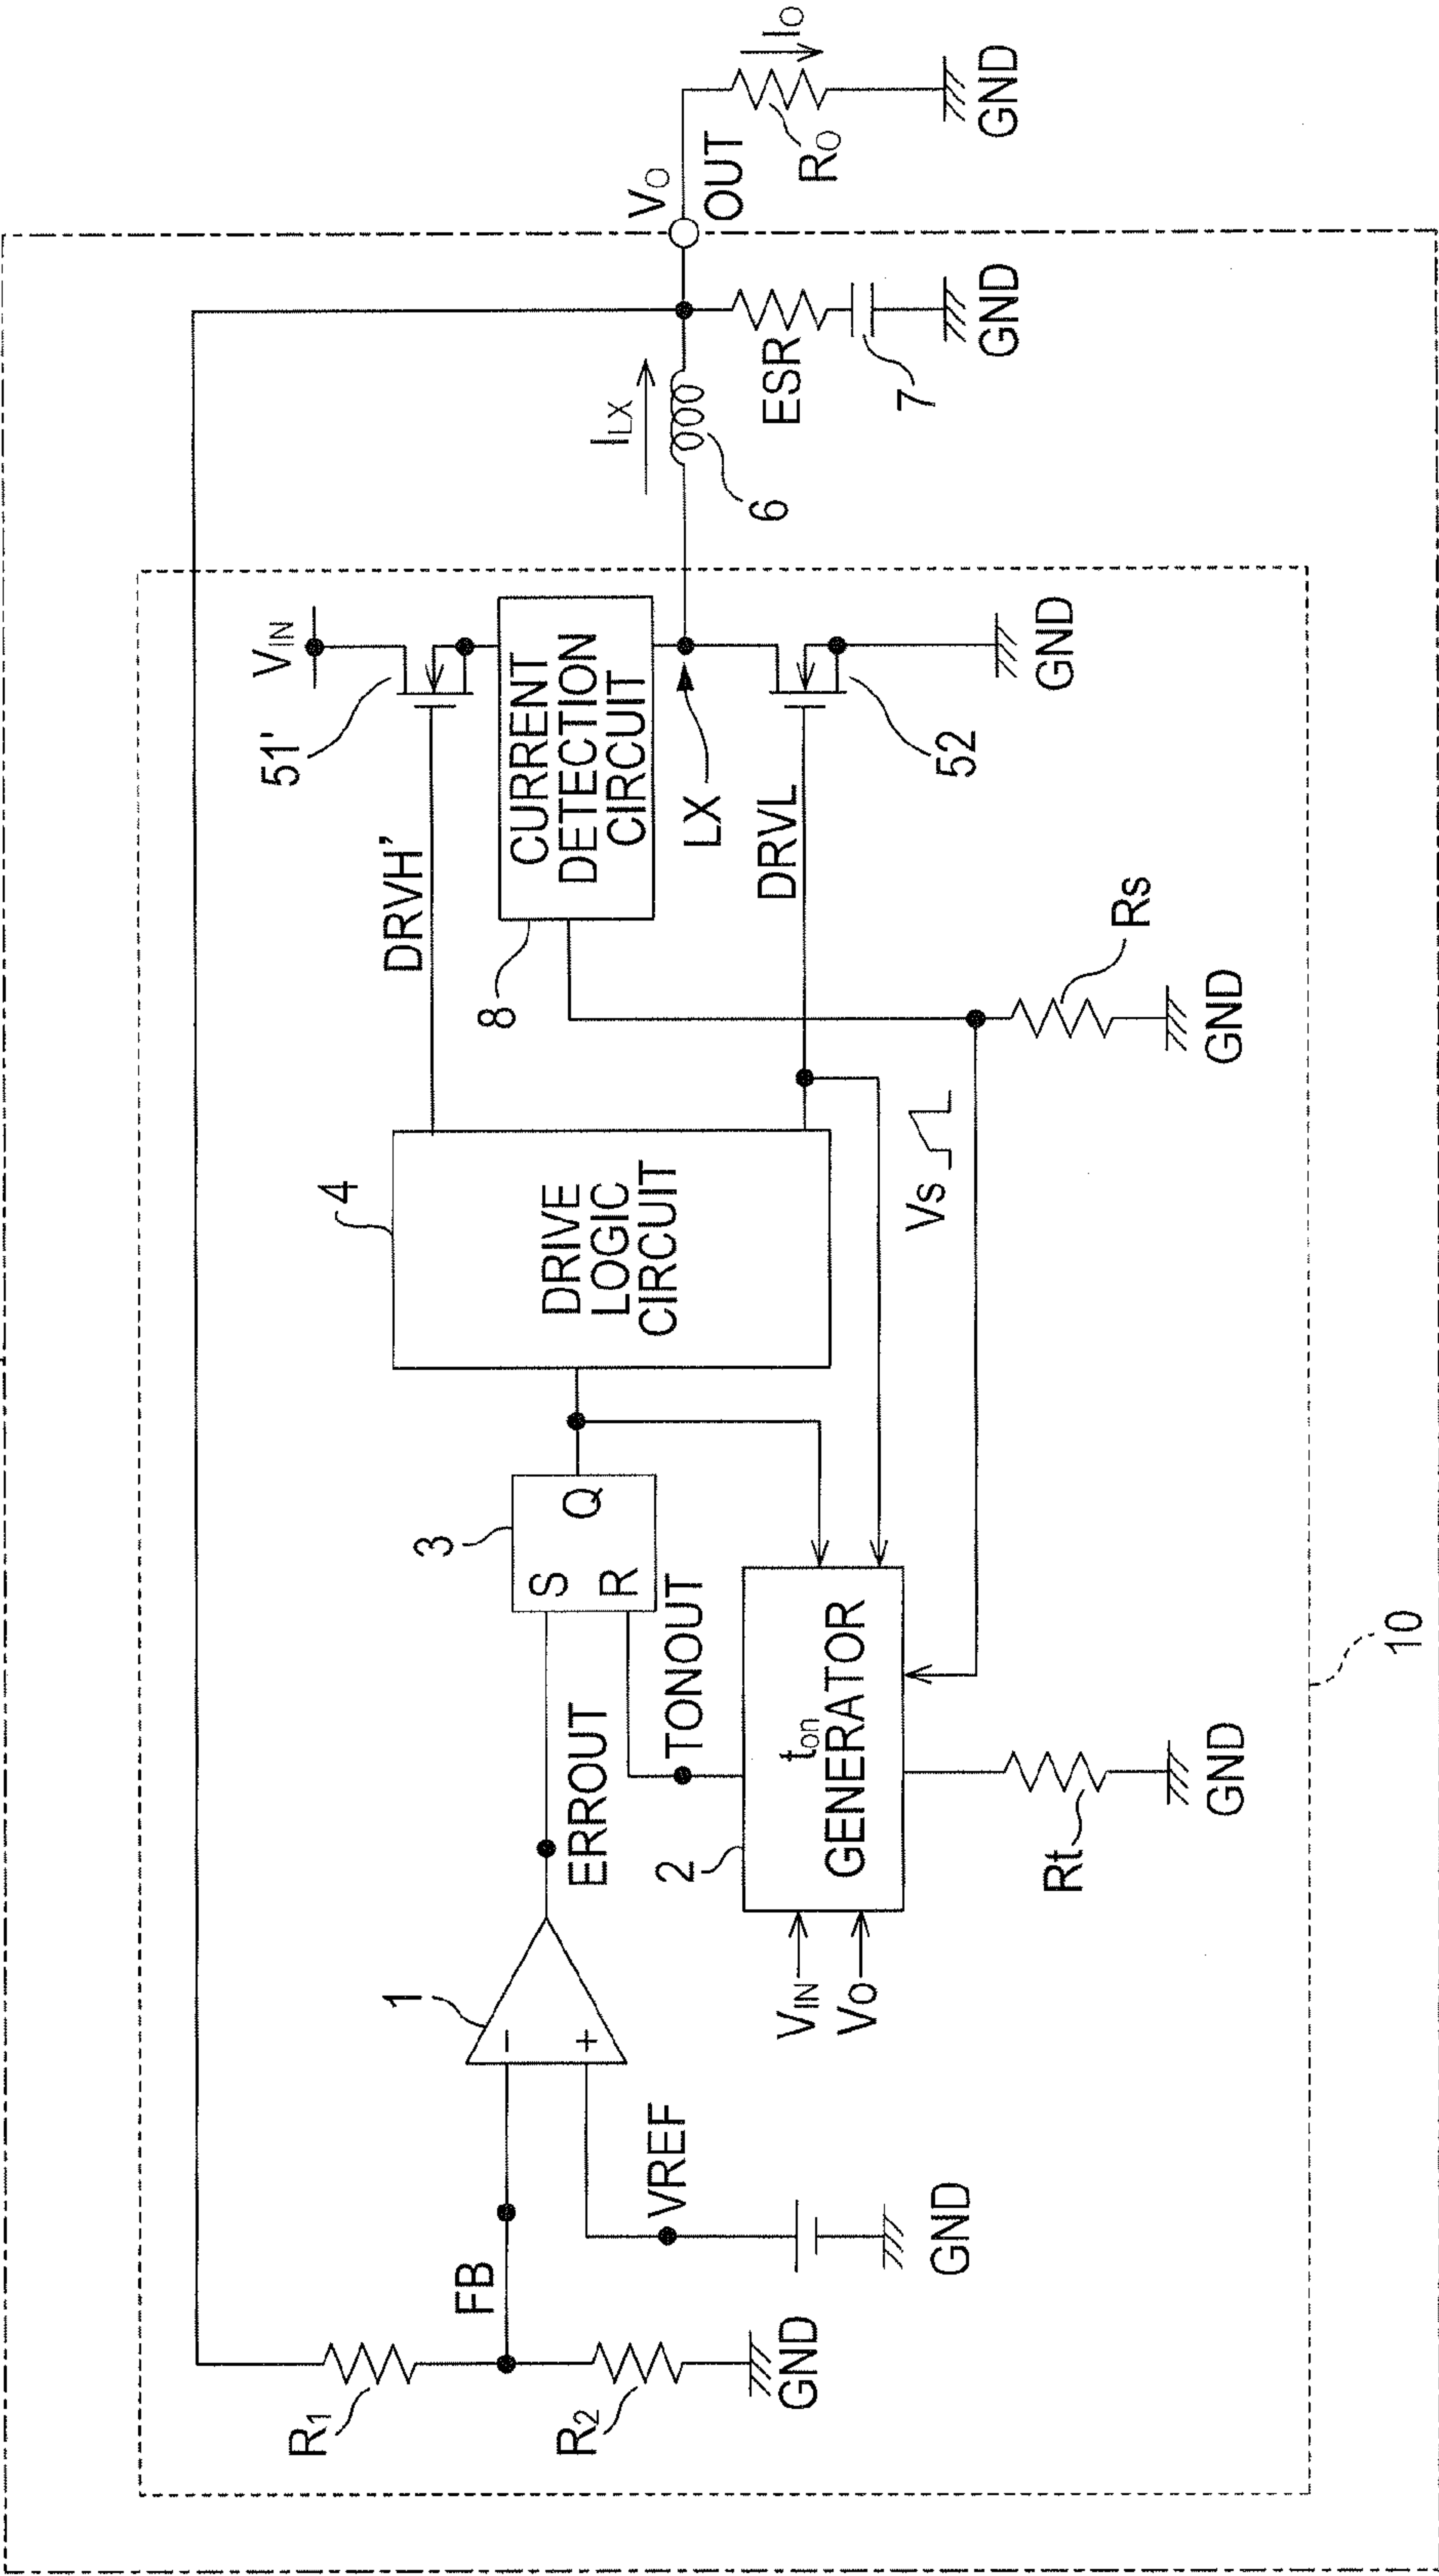 VIN
51'
DRVH'
CURRENT
DETECTION
CIRCUIT
8
LX
DRVL
52
GND
ILX
6
VO
OUT
ESR
7
GND
RO
IO
GND
4
DRIVE
LOGIC
CIRCUIT
3
S
R
Q
ERROUT
TONOUT
1
-
+
FB
VREF
GND
R1
R2
GND
2
ton
GENERATOR
VIN
VO
Rt
GND
Vs
Rs
GND
10